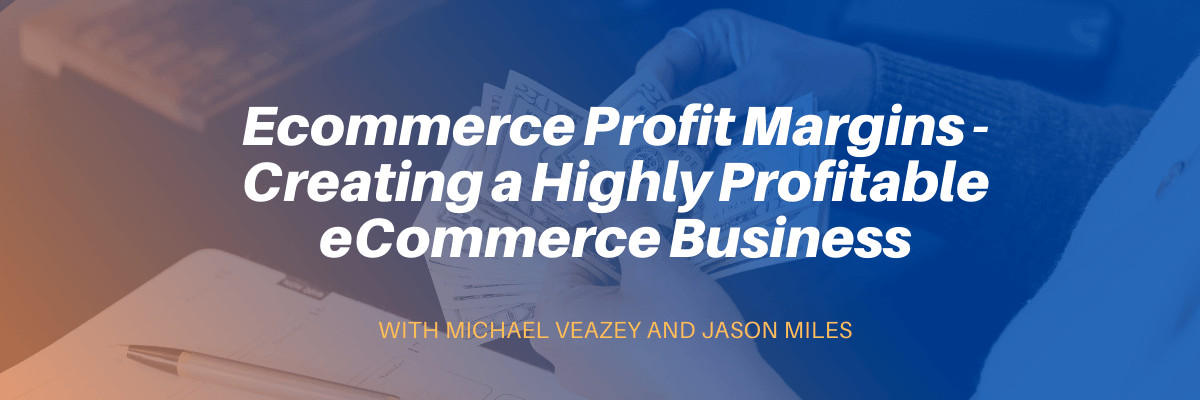 Ecommerce Profit Margins -
Creating a Highly Profitable
eCommerce Business
WITH MICHAEL VEAZEY AND JASON MILES